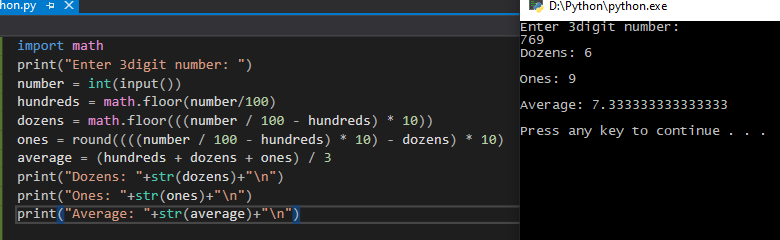 hon.py
D:\Python\python.exe
import math
print("Enter 3digit number: ")
number = int(input())
hundreds = math.floor(number/100)
dozens = math.floor(((number / 100 - hundreds) * 10))
ones = round((((number / 100 - hundreds) * 10) - dozens) * 10)
average = (hundreds + dozens + ones) / 3
print("Dozens: "+str(dozens)+"\n")
print("Ones: "+str(ones)+"\n")
print("Average: "+str(average)+"\n")
Enter 3digit number:
769
Dozens: 6
Ones: 9
Average: 7.333333333333333
Press any key to continue . . .